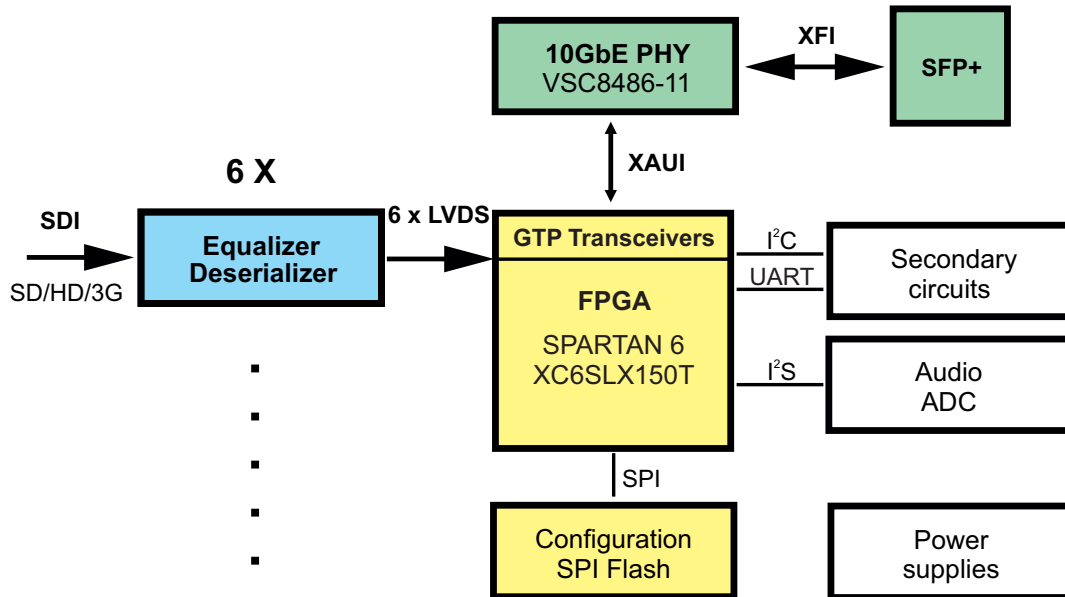 10GbE PHY
VSC8486-11
XFI
SFP+
XAUI
6 X
SDI
SD/HD/3G
Equalizer
Deserializer
6 x LVDS
GTP Transceivers
FPGA
SPARTAN 6
XC6SLX150T
I²C
UART
Secondary
circuits
I²S
Audio
ADC
SPI
Configuration
SPI Flash
Power
supplies